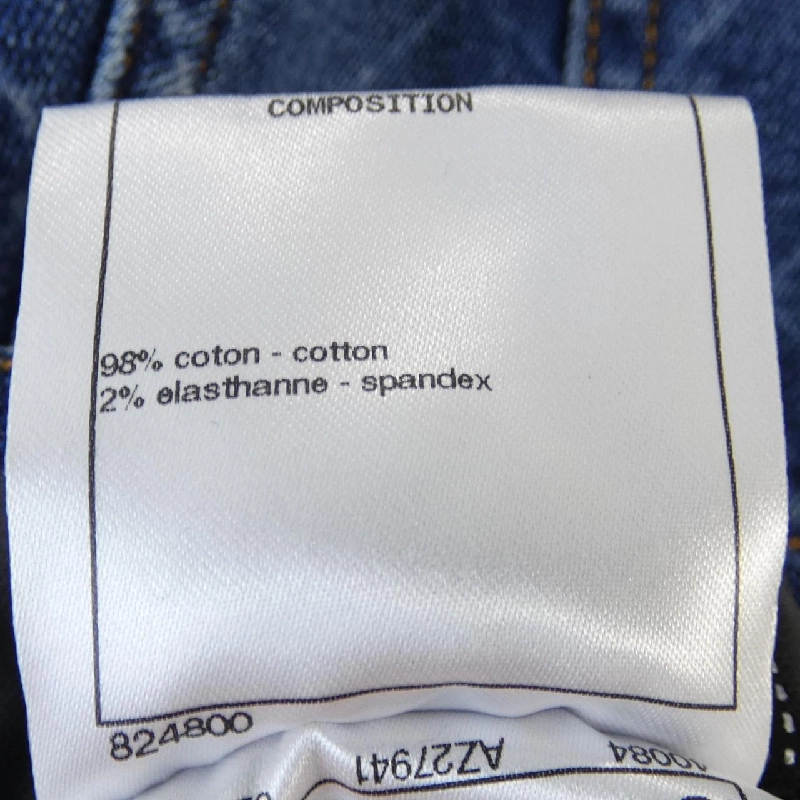 COMPOSITION
98% coton - cotton
2% elasthanne - spandex
824800
AZ27941